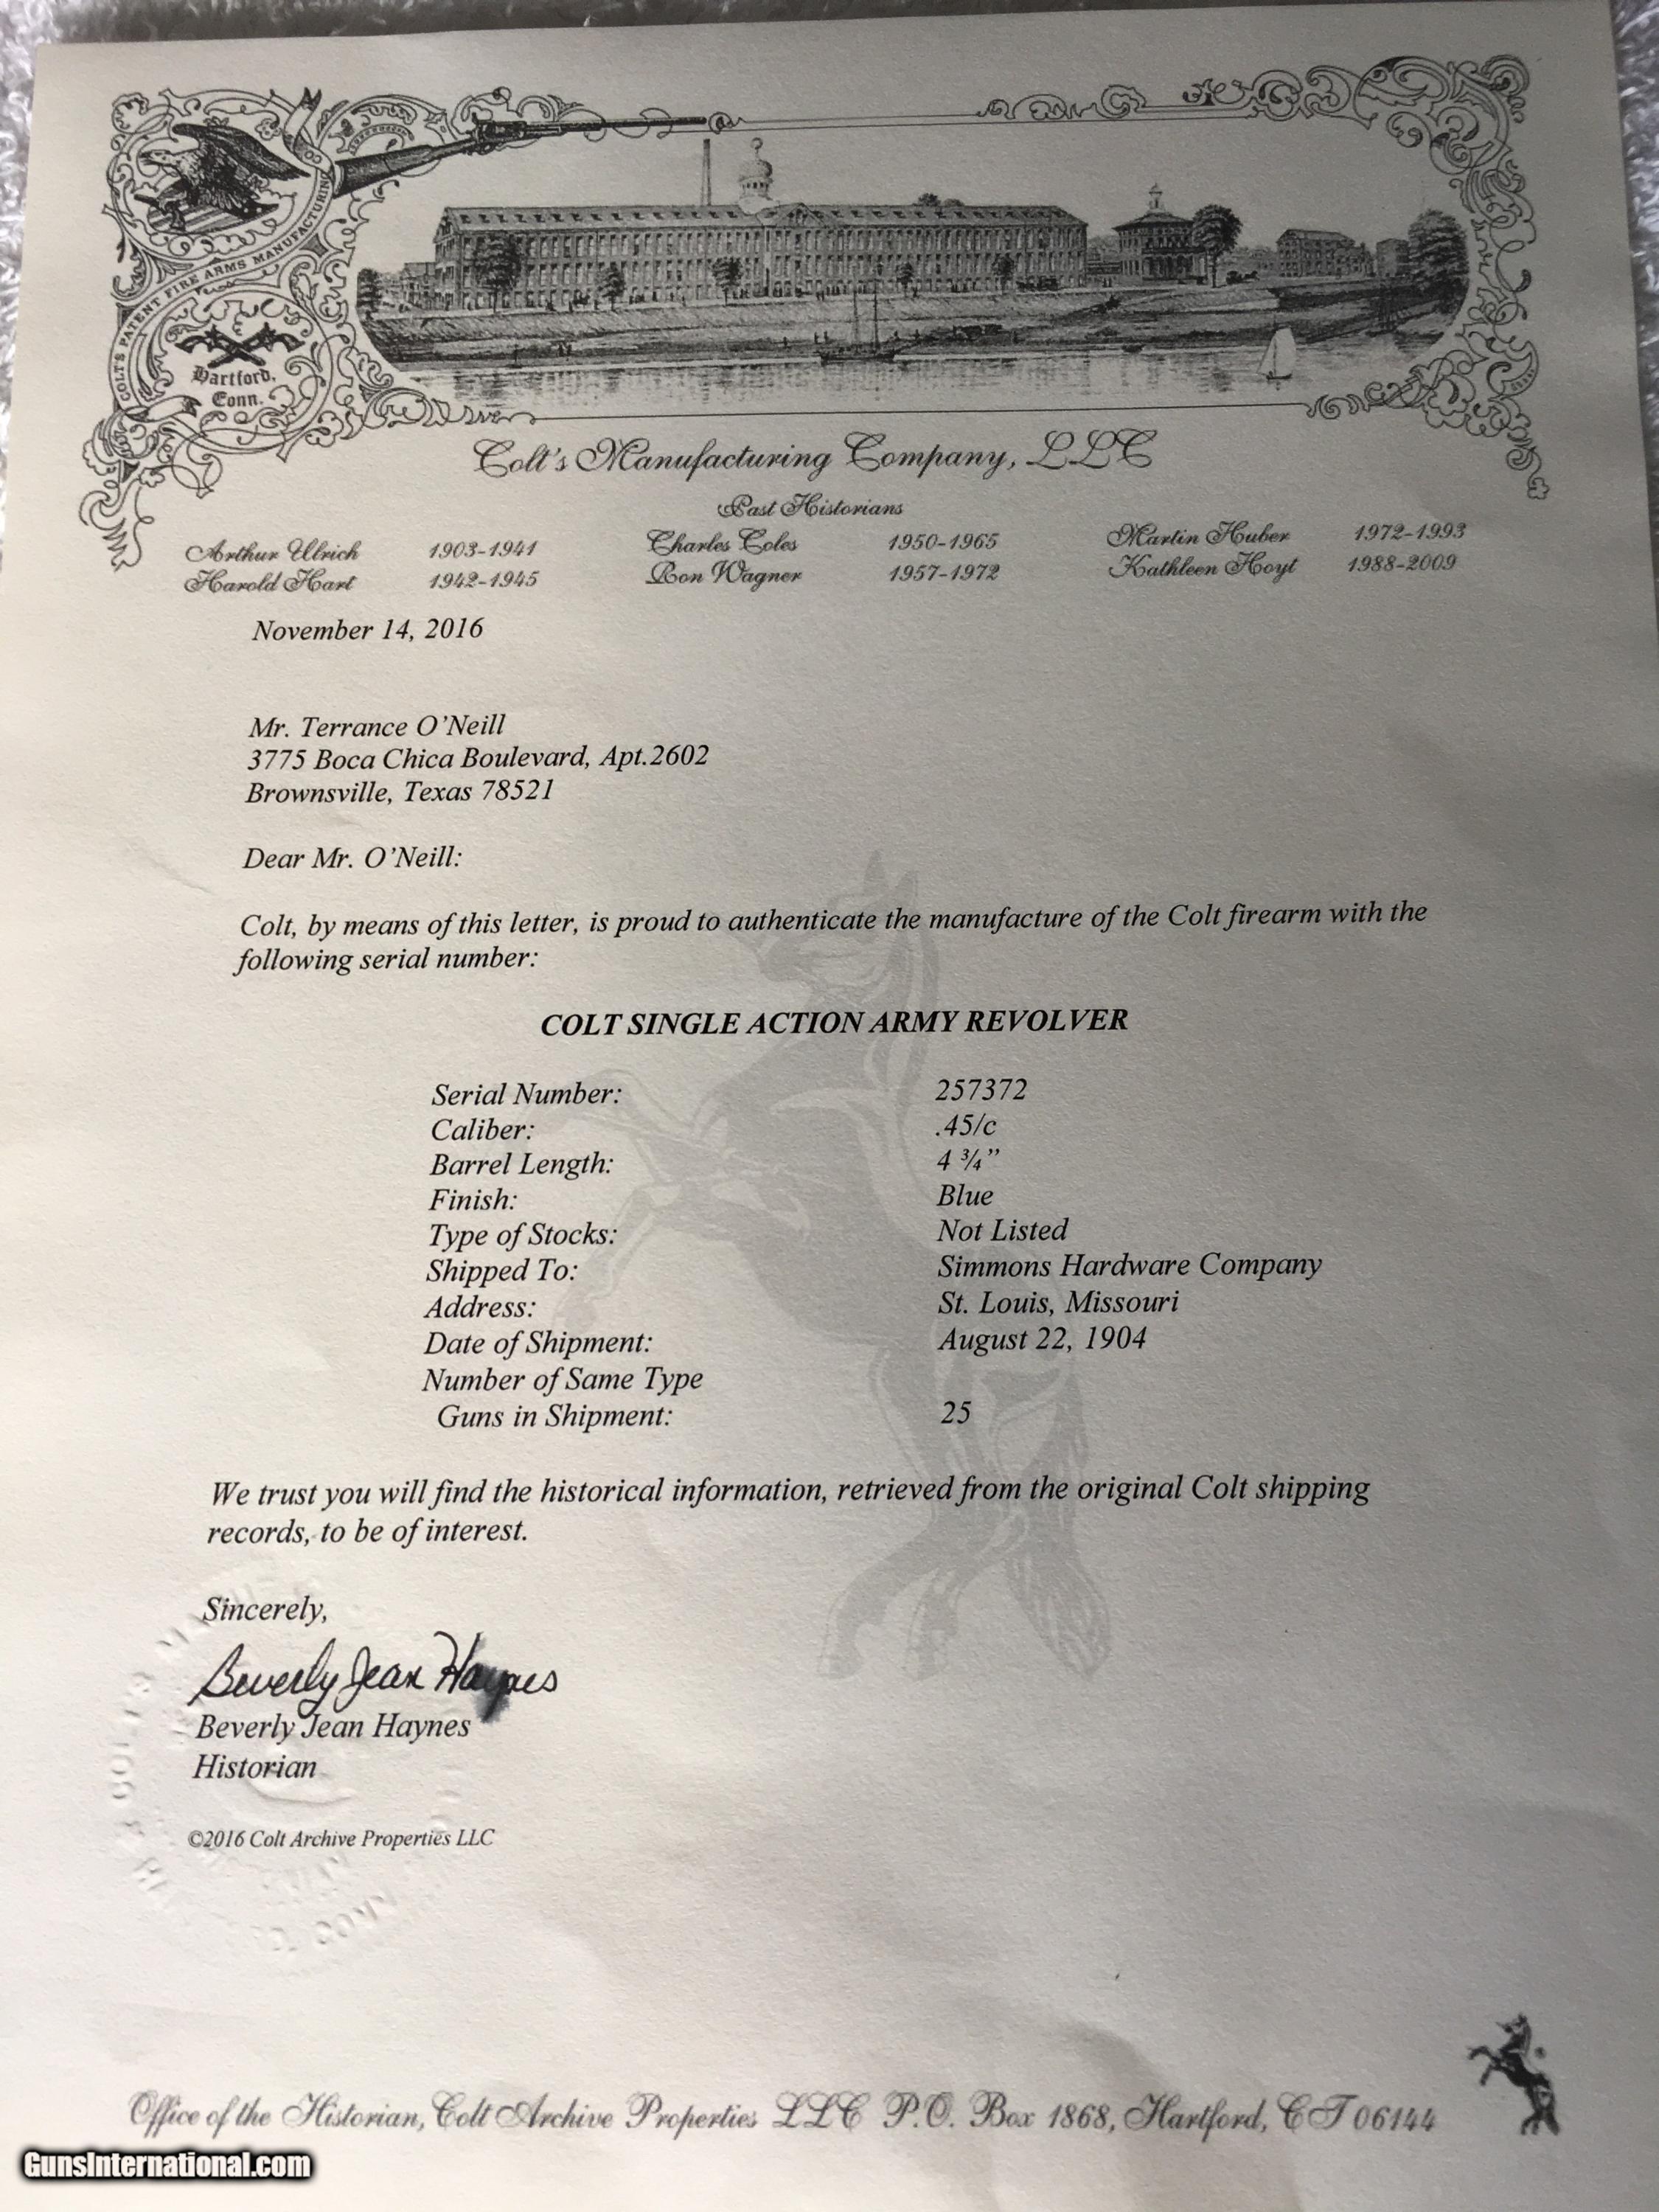 COLT'S PATENT FIRE ARMS MANUFACTURING
Hartford,
Conn.
Colt's Manufacturing Company, LLC
Past Historians
Arthur Ulrich 1903-1941 Charles Coles 1950-1965 Martin Huber 1972-1993
Harold Hart 1942-1945 Ron Wagner 1957-1972 Kathleen Hoyt 1988-2009
November 14, 2016
Mr. Terrance O'Neill
3775 Boca Chica Boulevard, Apt.2602
Brownsville, Texas 78521
Dear Mr. O'Neill:
Colt, by means of this letter, is proud to authenticate the manufacture of the Colt firearm with the
following serial number:
COLT SINGLE ACTION ARMY REVOLVER
Serial Number: 257372
Caliber: .45/c
Barrel Length: 4 ¾"
Finish: Blue
Type of Stocks: Not Listed
Shipped To: Simmons Hardware Company
Address: St. Louis, Missouri
Date of Shipment: August 22, 1904
Number of Same Type
Guns in Shipment: 25
We trust you will find the historical information, retrieved from the original Colt shipping
records, to be of interest.
Sincerely,
Beverly Jean Haynes
Beverly Jean Haynes
Historian
©2016 Colt Archive Properties LLC
Office of the Historian, Colt Archive Properties LLC P.O. Box 1868, Hartford, CT 06144
GunsInternational.com